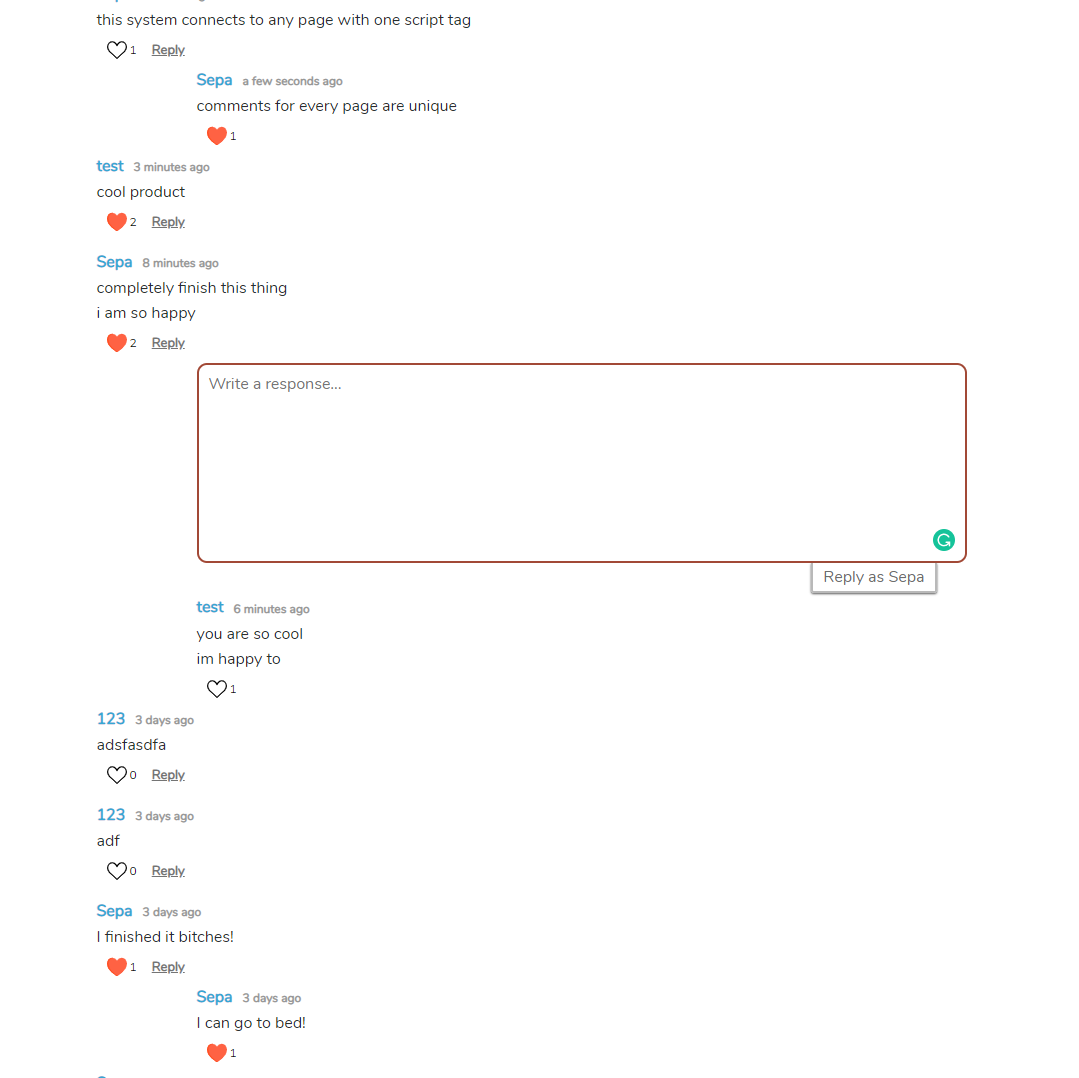 this system connects to any page with one script tag
1 Reply
Sepa a few seconds ago
comments for every page are unique
1
test 3 minutes ago
cool product
2 Reply
Sepa 8 minutes ago
completely finish this thing
i am so happy
2 Reply
Write a response...
Reply as Sepa
test 6 minutes ago
you are so cool
im happy to
1
123 3 days ago
adsfasdfa
0 Reply
123 3 days ago
adf
0 Reply
Sepa 3 days ago
I finished it bitches!
1 Reply
Sepa 3 days ago
I can go to bed!
1